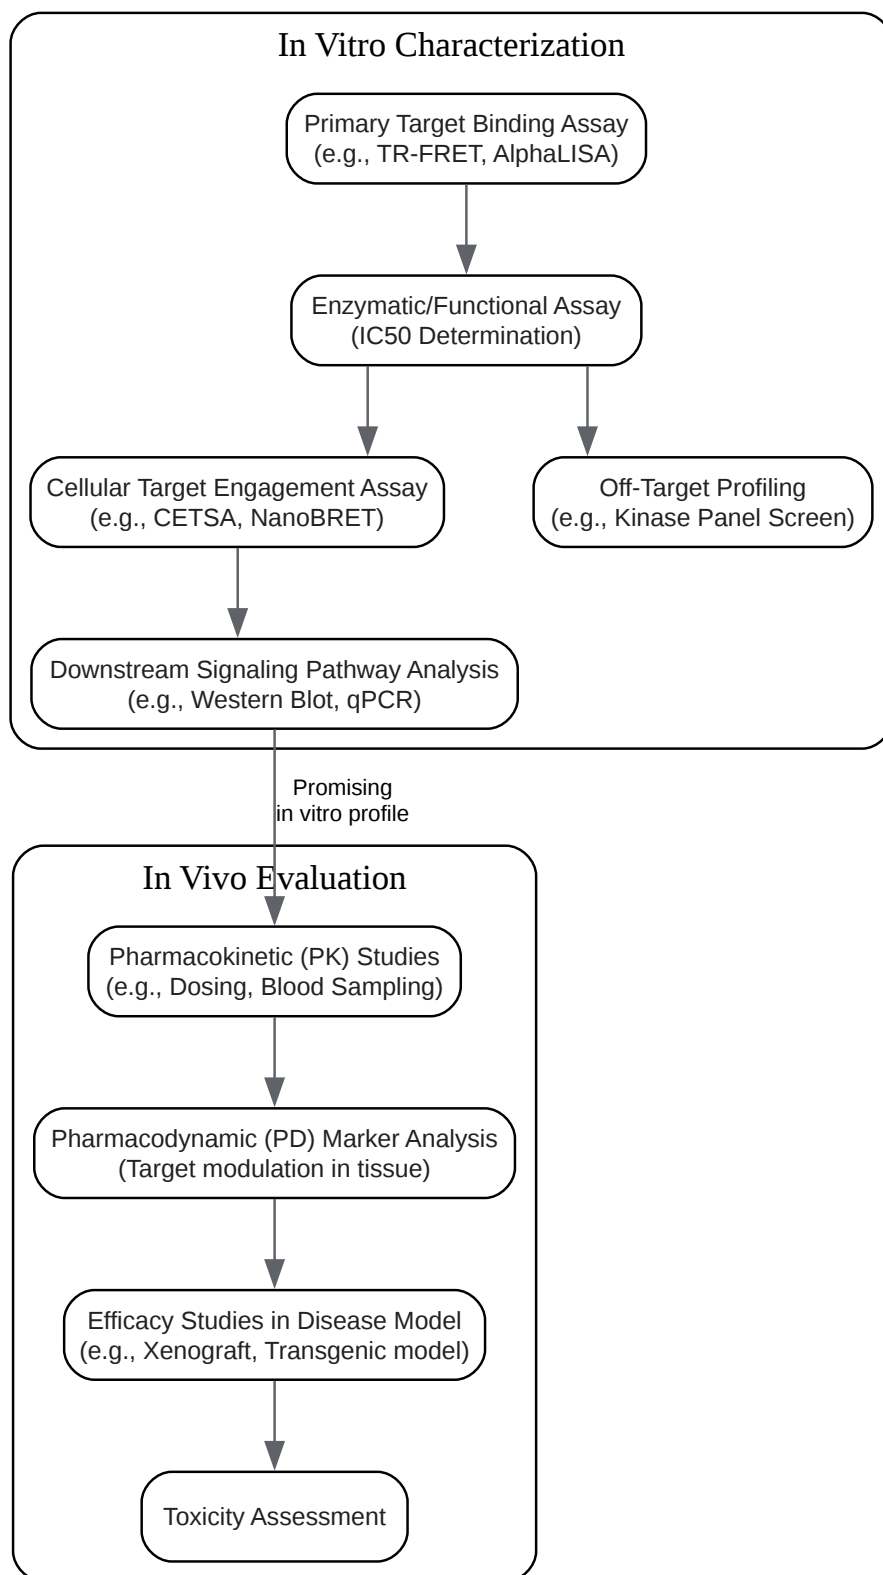 In Vitro Characterization
Primary Target Binding Assay
(e.g., TR-FRET, AlphaLISA)
Enzymatic/Functional Assay
(IC50 Determination)
Cellular Target Engagement Assay
(e.g., CETSA, NanoBRET)
Off-Target Profiling
(e.g., Kinase Panel Screen)
Downstream Signaling Pathway Analysis
(e.g., Western Blot, qPCR)
Promising
in vitro profile
In Vivo Evaluation
Pharmacokinetic (PK) Studies
(e.g., Dosing, Blood Sampling)
Pharmacodynamic (PD) Marker Analysis
(Target modulation in tissue)
Efficacy Studies in Disease Model
(e.g., Xenograft, Transgenic model)
Toxicity Assessment